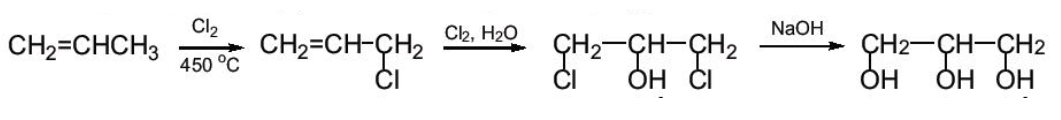 CH₂=CHCH₃ Cl₂ 450 °C CH₂=CH-CH₂ Cl₂, H₂O CH₂-CH-CH₂ NaOH CH2-CH-CH2
Cl Cl OH Cl OH OH OH